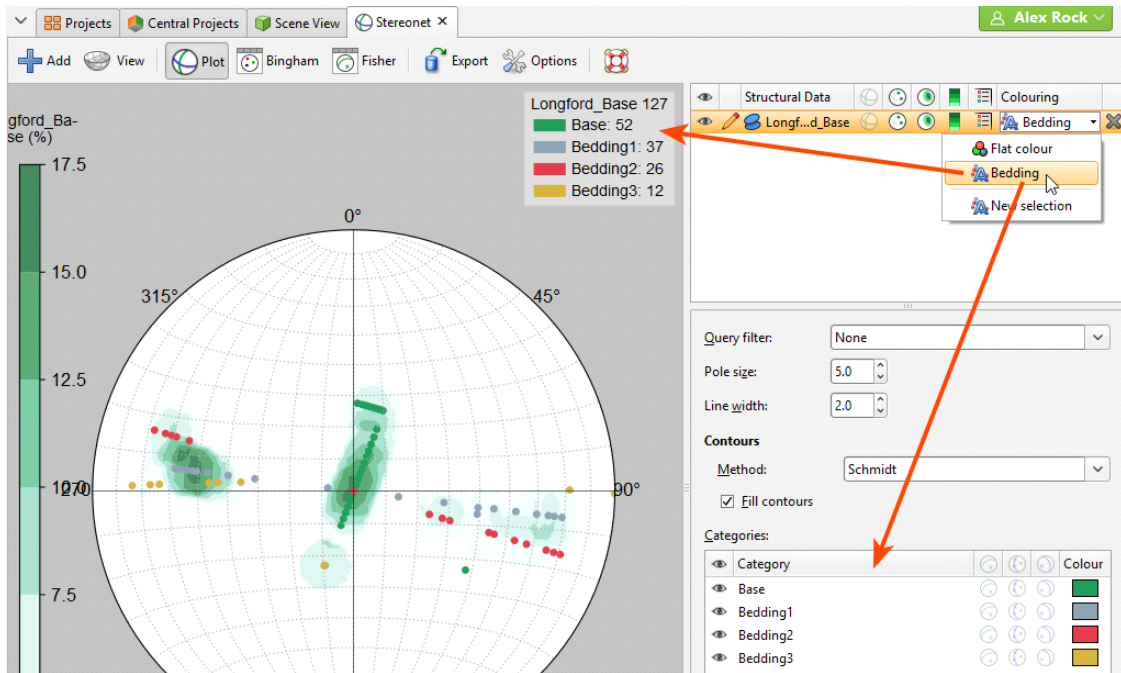 Projects
Central Projects
Scene View
Stereonet ×
Alex Rock
Add
View
Plot
Bingham
Fisher
Export
Options
gford_Ba-
se (%)
17.5
15.0
12.5
10.0
7.5
Longford_Base 127
Base: 52
Bedding1: 37
Bedding2: 26
Bedding3: 12
0°
315°
45°
270
90°
Structural Data
Colouring
Longf...d_Base
Bedding
Flat colour
Bedding
New selection
Query filter:
None
Pole size:
5.0
Line width:
2.0
Contours
Method:
Schmidt
Fill contours
Categories:
Category
Colour
Base
Bedding1
Bedding2
Bedding3